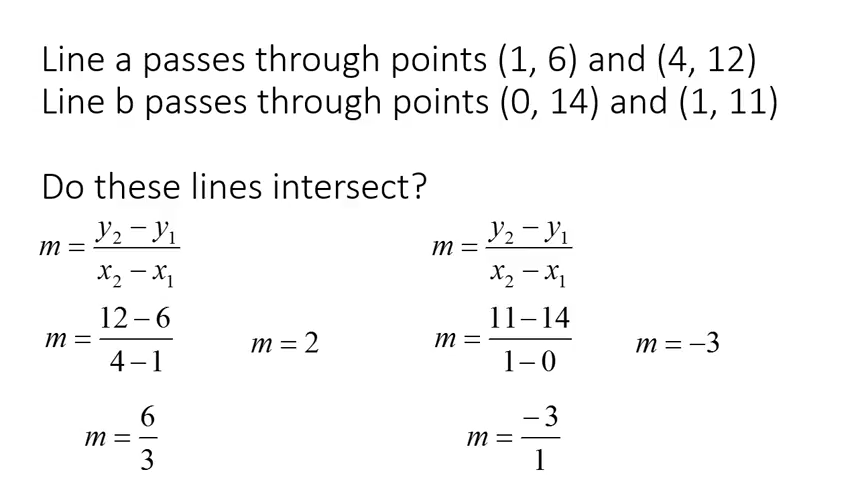 Line a passes through points (1, 6) and (4, 12)
Line b passes through points (0, 14) and (1, 11)
Do these lines intersect?
m = (y₂ − y₁)/(x₂ − x₁)
m = (12 − 6)/(4 − 1)
m = 2
m = 6/3
m = (y₂ − y₁)/(x₂ − x₁)
m = (11 − 14)/(1 − 0)
m = −3
m = −3/1